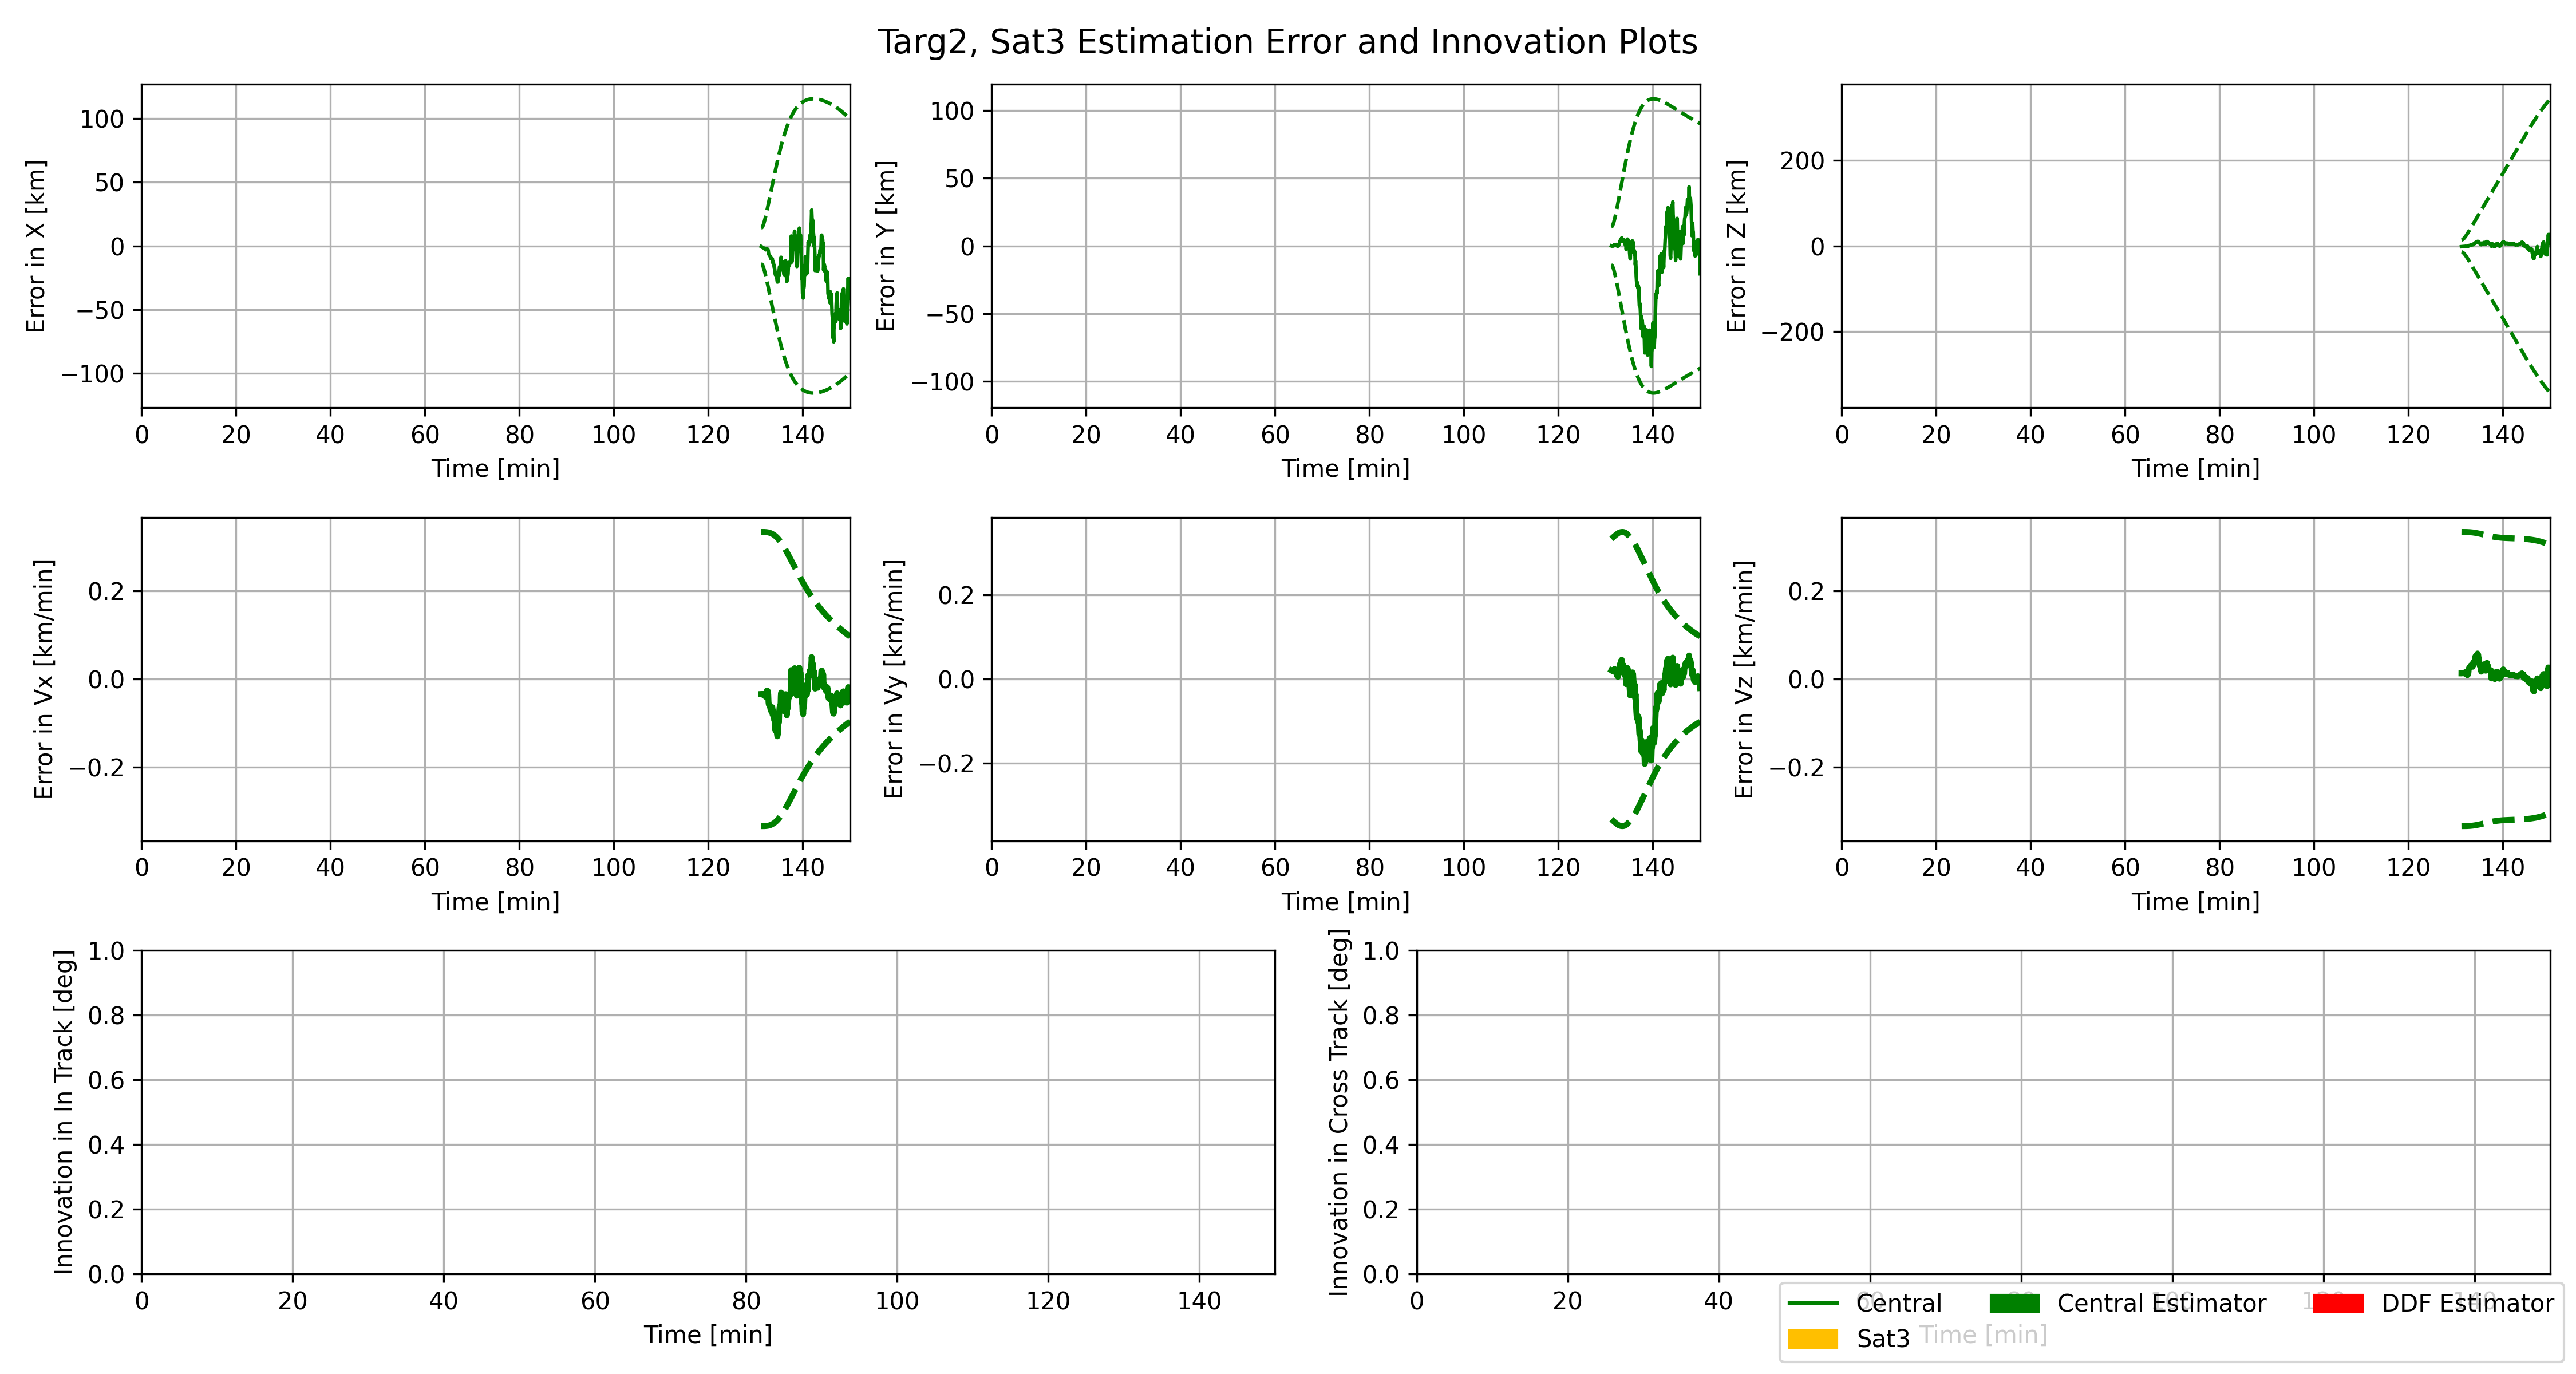 Targ2, Sat3 Estimation Error and Innovation Plots
Error in X [km]
100
50
0
−50
−100
0 20 40 60 80 100 120 140
Time [min]
Error in Y [km]
100
50
0
−50
−100
0 20 40 60 80 100 120 140
Time [min]
Error in Z [km]
200
0
−200
0 20 40 60 80 100 120 140
Time [min]
Error in Vx [km/min]
0.2
0.0
−0.2
0 20 40 60 80 100 120 140
Time [min]
Error in Vy [km/min]
0.2
0.0
−0.2
0 20 40 60 80 100 120 140
Time [min]
Error in Vz [km/min]
0.2
0.0
−0.2
0 20 40 60 80 100 120 140
Time [min]
Innovation in In Track [deg]
1.0
0.8
0.6
0.4
0.2
0.0
0 20 40 60 80 100 120 140
Time [min]
Innovation in Cross Track [deg]
1.0
0.8
0.6
0.4
0.2
0.0
0 20 40 60 80 100 120 140
Time [min]
Central Central Estimator DDF Estimator
Sat3